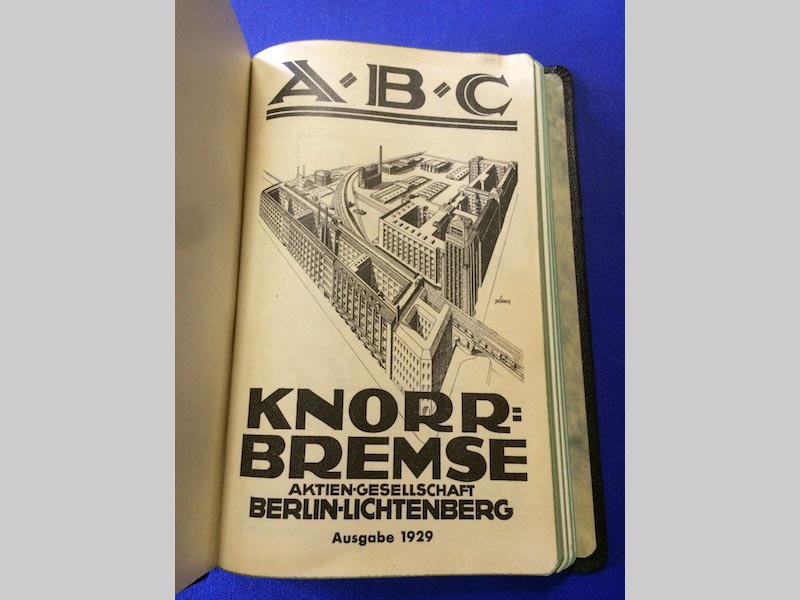 A-B-C
KNORR=
BREMSE
AKTIEN-GESELLSCHAFT
BERLIN-LICHTENBERG
Ausgabe 1929